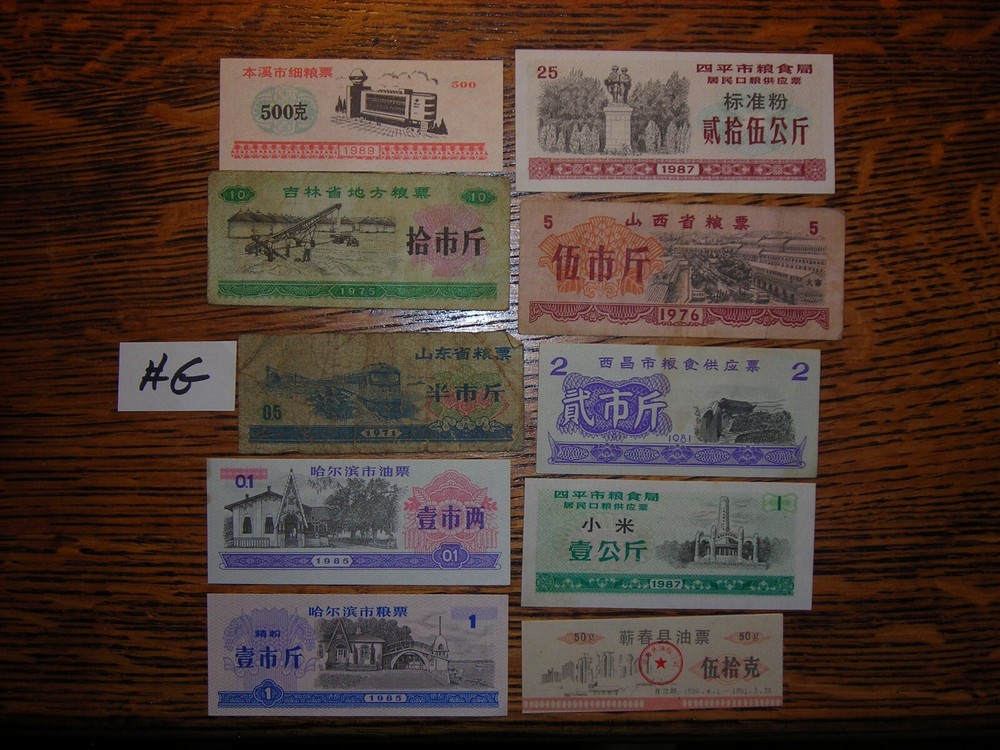 本溪市细粮票
500
500克
1989
25
四平市粮食局
居民口粮供应票
标准粉
贰拾伍公斤
1987
吉林省地方粮票
10
10
拾市斤
1975
5
山西省粮票
5
伍市斤
大寨
1976
#G
山东省粮票
半市斤
0.5
1971
2
西昌市粮食供应票
2
贰市斤
1981
哈尔滨市油票
0.1
壹市两
1985
0.1
四平市粮食局
居民口粮供应票
1
小米
壹公斤
1987
哈尔滨市粮票
1
精粉
壹市斤
1
1985
50g
蕲春县油票
50g
伍拾克